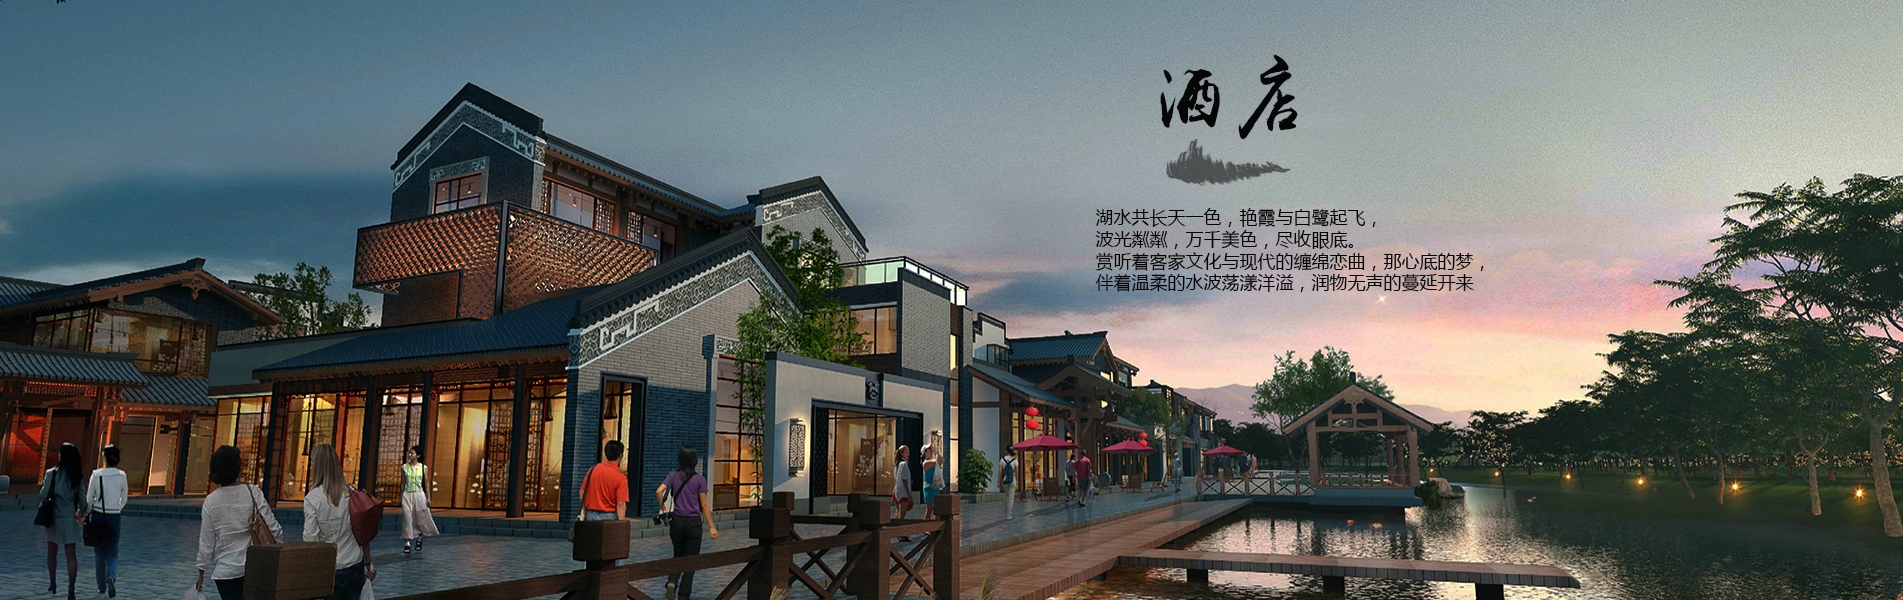 酒店
湖水共长天一色，艳霞与白鹭起飞，
波光粼粼，万千美色，尽收眼底。
赏听着客家文化与现代的缠绵恋曲，那心底的梦，
伴着温柔的水波荡漾洋溢，润物无声的蔓延开来